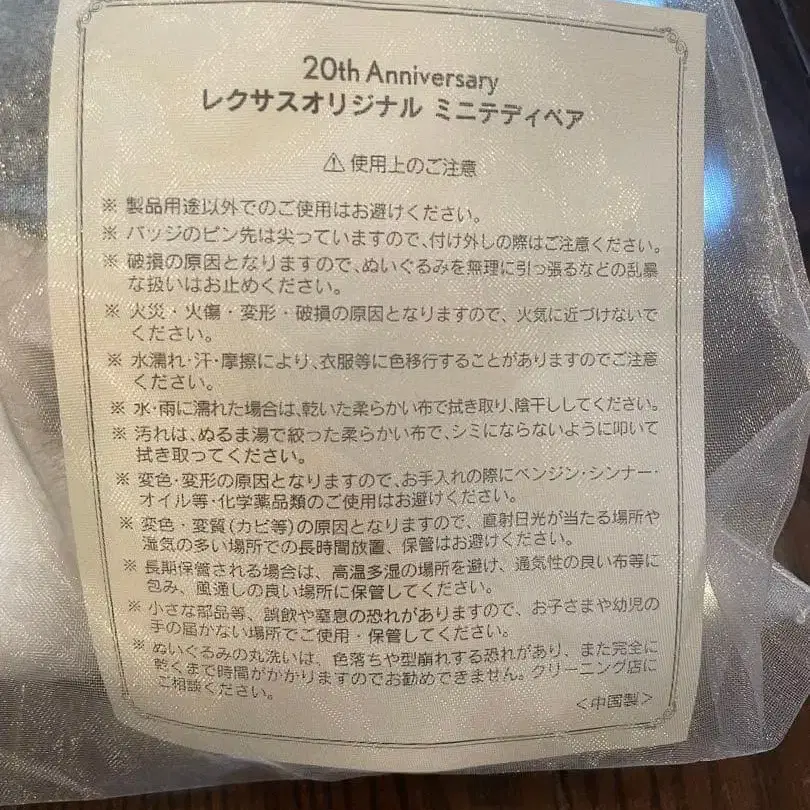 20th Anniversary
レクサスオリジナル ミニテディベア
⚠使用上のご注意
※ 製品用途以外でのご使用はお避けください。
※ バッジのピン先は尖っていますので、付け外しの際はご注意ください。
※ 破損の原因となりますので、ぬいぐるみを無理に引っ張るなどの乱暴
な扱いはお止めください。
※ 火災・火傷・変形・破損の原因となりますので、火気に近づけないで
ください。
※ 水濡れ・汗・摩擦により、衣服等に色移行することがありますのでご注意
ください。
※ 水・雨に濡れた場合は、乾いた柔らかい布で拭き取り、陰干ししてください。
※ 汚れは、ぬるま湯で絞った柔らかい布で、シミにならないように叩いて
拭き取ってください。
※ 変色・変形の原因となりますので、お手入れの際にベンジン・シンナー・
オイル等・化学薬品類のご使用はお避けください。
※ 変色・変質(カビ等)の原因となりますので、直射日光が当たる場所や
湿気の多い場所での長時間放置、保管はお避けください。
※ 長期保管される場合は、高温多湿の場所を避け、通気性の良い布等に
包み、風通しの良い場所に保管してください。
※ 小さな部品等、誤飲や窒息の恐れがありますので、お子さまや幼児の
手の届かない場所でご使用・保管してください。
※ ぬいぐるみの丸洗いは、色落ちや型崩れする恐れがあり、また完全に
乾くまで時間がかかりますのでお勧めできません。クリーニング店に
ご相談ください。
＜中国製＞